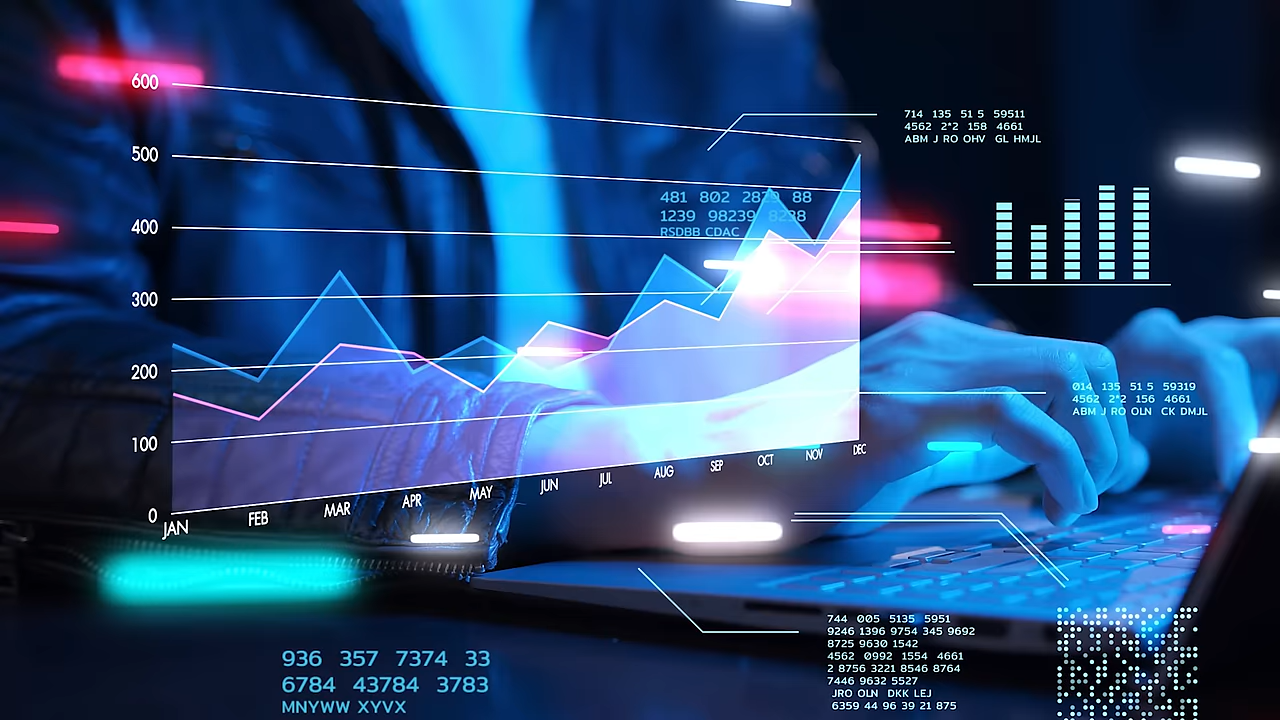 600
500
400
300
200
100
0
JAN FEB MAR APR MAY JUN JUL AUG SEP OCT NOV DEC
481 802 2829 88
1239 98239 8238
RSDBB CDAC
714 135 51 5 59511
4562 2*2 158 4661
ABM J RO OHV GL HMJL
014 135 51 5 59319
4562 2*2 156 4661
ABM J RO OLN CK DMJL
936 357 7374 33
6784 43784 3783
MNYWW XYVX
744 005 5135 5951
9246 1396 9754 345 9692
8725 9630 1542
4562 0992 1554 4661
2 8756 3221 8546 8764
7446 9632 5527
JRO OLN DKK LEJ
6359 44 96 39 21 875